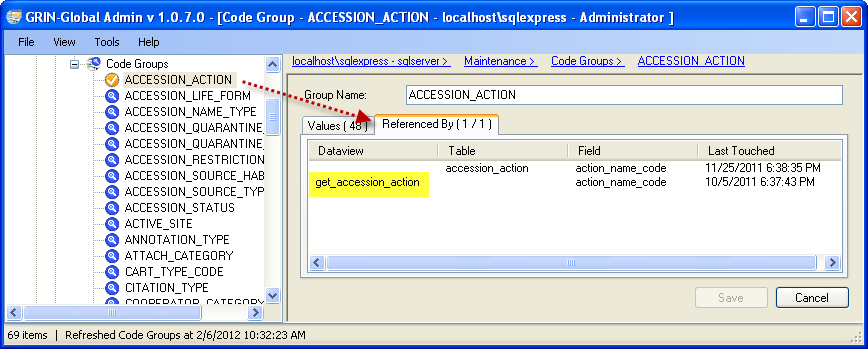 GRIN-Global Admin v 1.0.7.0 - [Code Group - ACCESSION_ACTION - localhost\sqlexpress - Administrator ]
File View Tools Help
Code Groups
ACCESSION_ACTION
ACCESSION_LIFE_FORM
ACCESSION_NAME_TYPE
ACCESSION_QUARANTINE_
ACCESSION_QUARANTINE_
ACCESSION_RESTRICTION
ACCESSION_SOURCE_HAB
ACCESSION_SOURCE_TYP
ACCESSION_STATUS
ACTIVE_SITE
ANNOTATION_TYPE
ATTACH_CATEGORY
CART_TYPE_CODE
CITATION_TYPE
COOPERATOR_CATEGORY
localhost\sqlexpress - sqlserver > Maintenance > Code Groups > ACCESSION_ACTION
Group Name: ACCESSION_ACTION
Values ( 48 ) Referenced By ( 1 / 1 )
Dataview Table Field Last Touched
accession_action action_name_code 11/25/2011 6:38:35 PM
get_accession_action action_name_code 10/5/2011 6:37:43 PM
Save Cancel
69 items | Refreshed Code Groups at 2/6/2012 10:32:23 AM